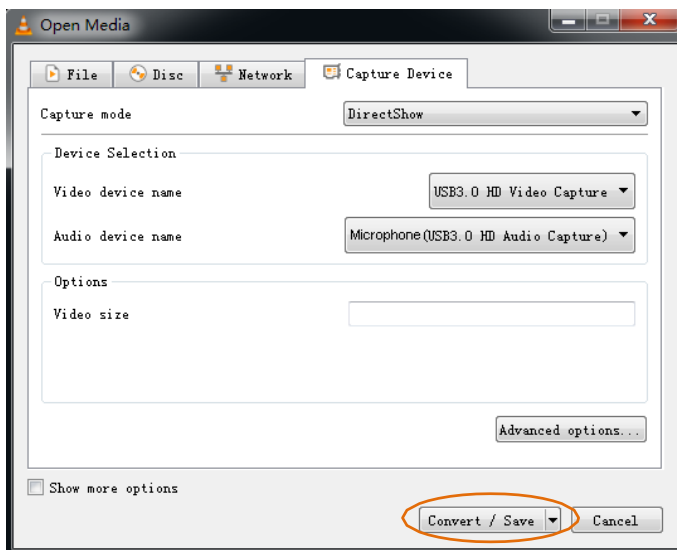 Open Media
File Disc Network Capture Device
Capture mode DirectShow
Device Selection
Video device name USB3.0 HD Video Capture
Audio device name Microphone(USB3.0 HD Audio Capture)
Options
Video size
Advanced options...
Show more options
Convert / Save Cancel